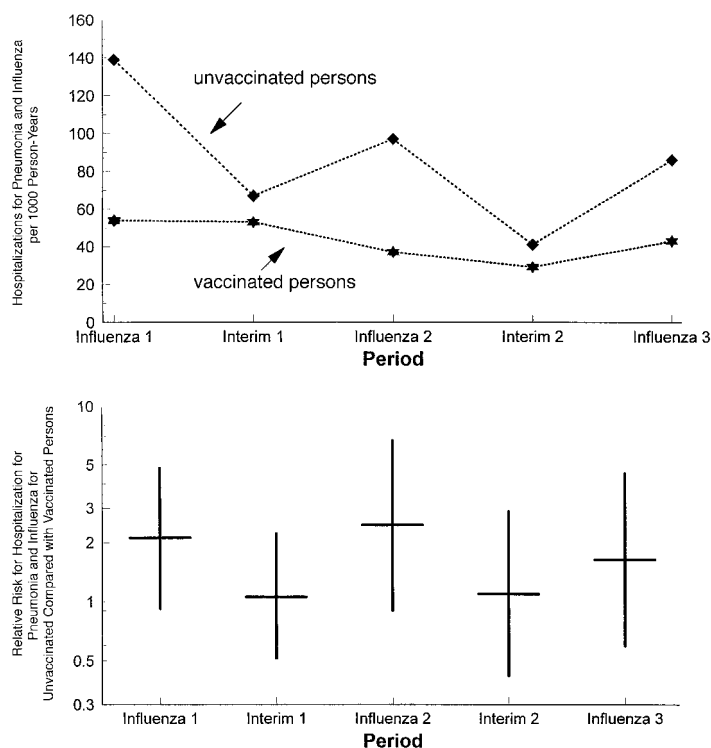 Hospitalizations for Pneumonia and Influenza
per 1000 Person-Years
160
140
120
100
80
60
40
20
0
unvaccinated persons
vaccinated persons
Influenza 1 Interim 1 Influenza 2 Interim 2 Influenza 3
Period
Relative Risk for Hospitalization for
Pneumonia and Influenza for
Unvaccinated Compared with Vaccinated Persons
10
5
3
2
1
0.5
0.3
Influenza 1 Interim 1 Influenza 2 Interim 2 Influenza 3
Period